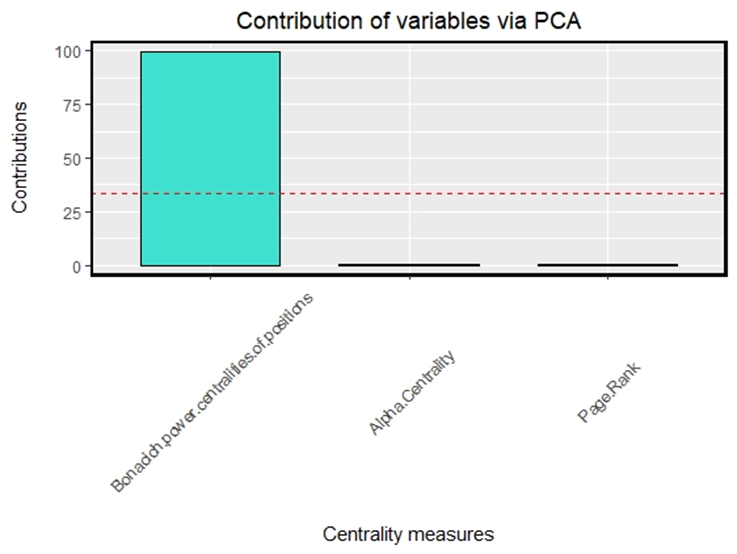 Contribution of variables via PCA
Contributions
100
75
50
25
0
Bonacich.power.centralities.of.positions
Alpha.Centrality
Page.Rank
Centrality measures